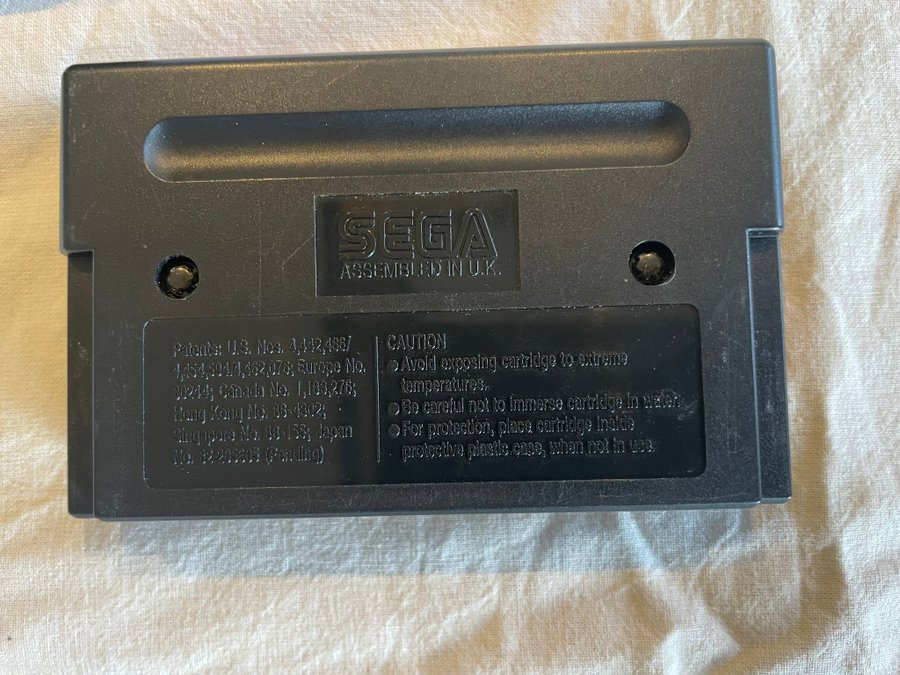 SEGA
ASSEMBLED IN U.K.
Patents: U.S. Nos. 4,442,486/
4,454,594/4,462,076; Europe No.
80244; Canada No. 1,183,276;
Hong Kong No. 88-4302;
Singapore No. 88-155; Japan
No. (Pending)
CAUTION
● Avoid exposing cartridge to extreme
temperatures.
● Be careful not to immerse cartridge in water.
● For protection, place cartridge inside
protective plastic case, when not in use.